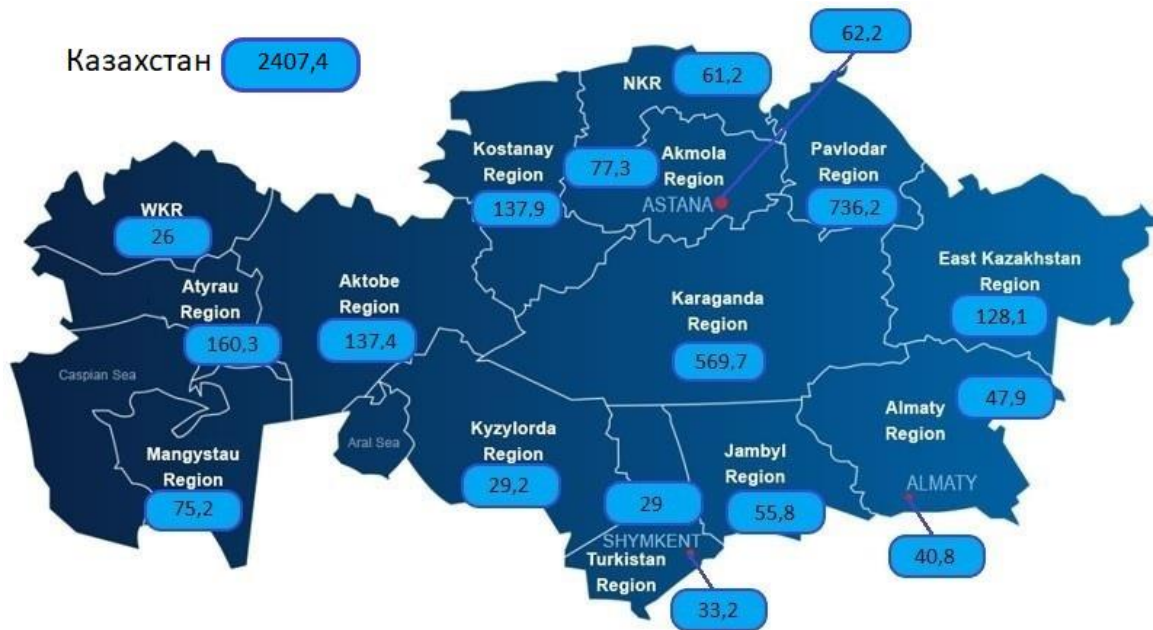 Казахстан
2407,4
62,2
NKR
61,2
Kostanay
Region
137,9
77,3
Akmola
Region
ASTANA
Pavlodar
Region
736,2
WKR
26
Atyrau
Region
160,3
Aktobe
Region
137,4
Karaganda
Region
569,7
East Kazakhstan
Region
128,1
Caspian Sea
Mangystau
Region
75,2
Aral Sea
Kyzylorda
Region
29,2
29
SHYMKENT
Turkistan
Region
33,2
Jambyl
Region
55,8
Almaty
Region
47,9
ALMATY
40,8